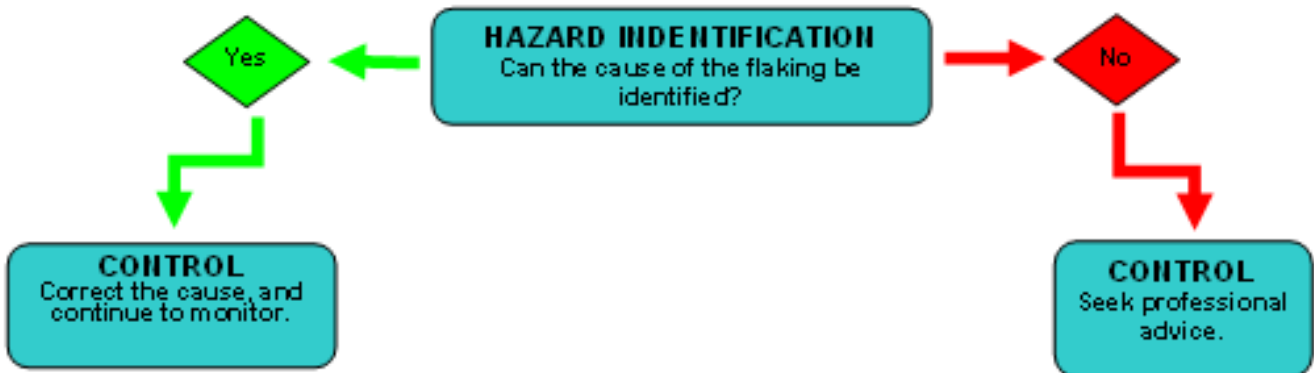 HAZARD INDENTIFICATION
Yes
Can the cause of the flaking be
identified?
No
CONTROL
Correct the cause, and
continue to monitor.
CONTROL
Seek professional
advice.